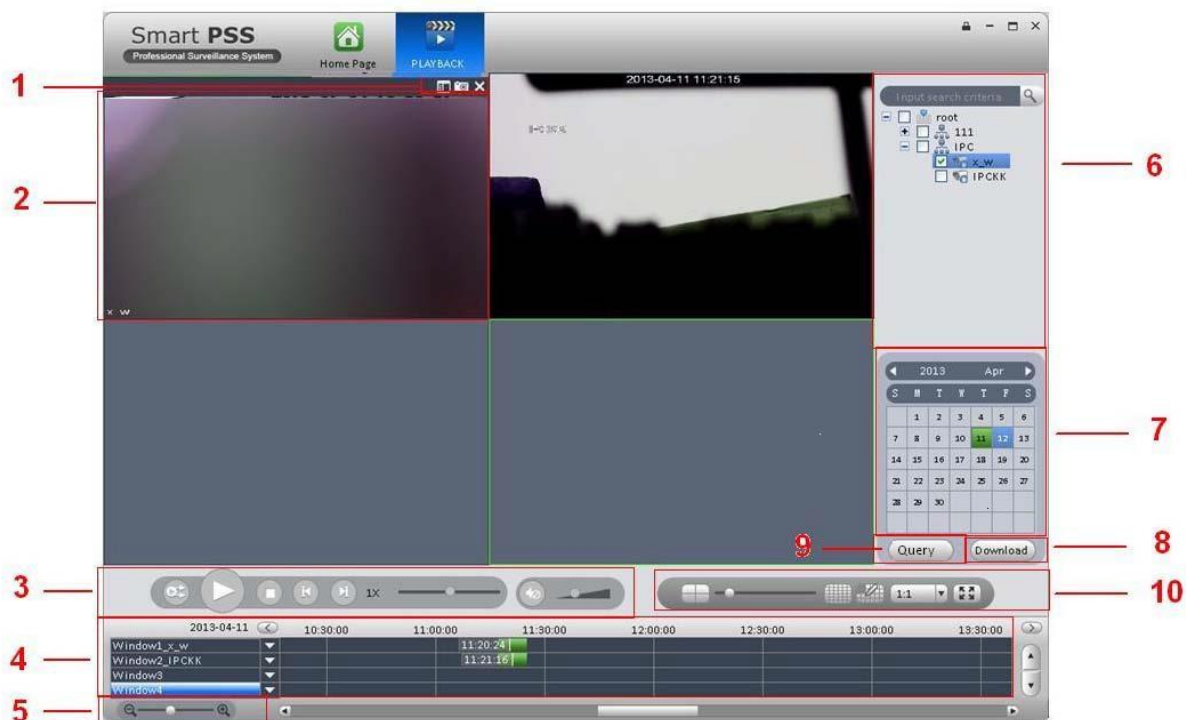 Smart PSS
Professional Surveillance System
Home Page
PLAYBACK
1
2013-04-11 11:21:15
Input search criteria
root
111
IPC
x_w
IPCKK
6
2
x w
2013 Apr
S M T W T F S
1 2 3 4 5 6
7 8 9 10 11 12 13
14 15 16 17 18 19 20
21 22 23 24 25 26 27
28 29 30
7
9
Query
Download
8
3
1X
1:1
10
2013-04-11
10:30:00 11:00:00 11:30:00 12:00:00 12:30:00 13:00:00 13:30:00
4
Window1_x_w
11:20:24
Window2_IPCKK
11:21:16
Window3
Window4
5